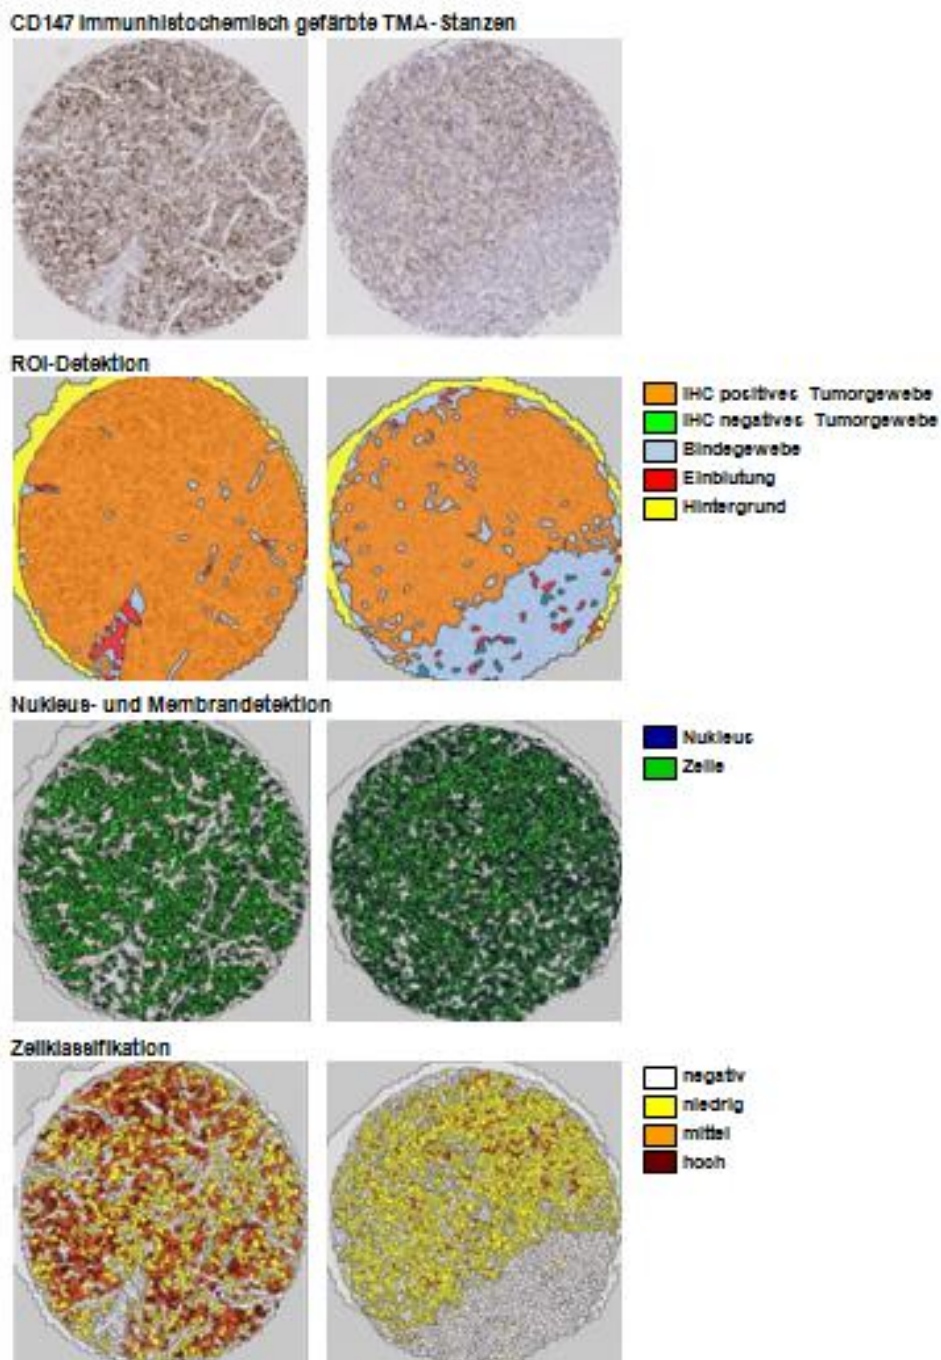 CD147 immunhistochemisch gefärbte TMA-Stanzen
ROI-Detektion
IHC positives Tumorgewebe
IHC negatives Tumorgewebe
Bindegewebe
Einblutung
Hintergrund
Nukleus- und Membrandetektion
Nukleus
Zelle
Zellklassifikation
negativ
niedrig
mittel
hoch